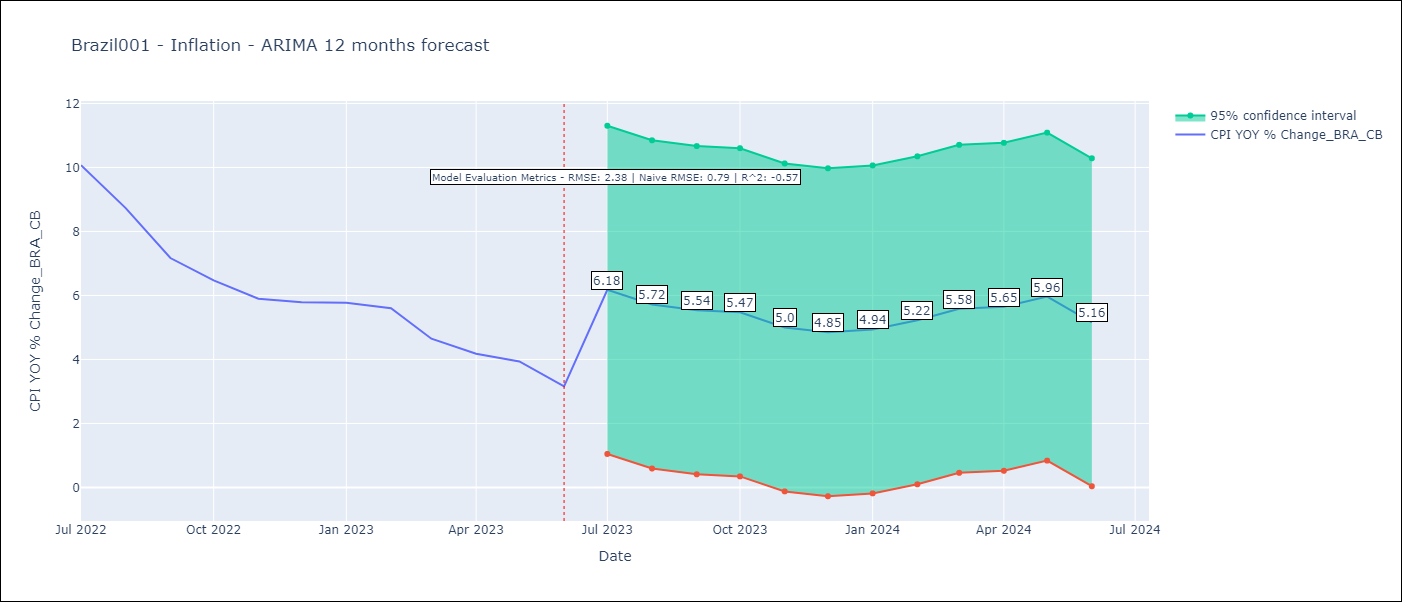 Brazil001 - Inflation - ARIMA 12 months forecast
95% confidence interval
CPI YOY % Change_BRA_CB
CPI YOY % Change_BRA_CB
12
10
8
6
4
2
0
Model Evaluation Metrics - RMSE: 2.38 | Naive RMSE: 0.79 | R^2: -0.57
6.18
5.72
5.54
5.47
5.0
4.85
4.94
5.22
5.58
5.65
5.96
5.16
Jul 2022
Oct 2022
Jan 2023
Apr 2023
Jul 2023
Oct 2023
Jan 2024
Apr 2024
Jul 2024
Date